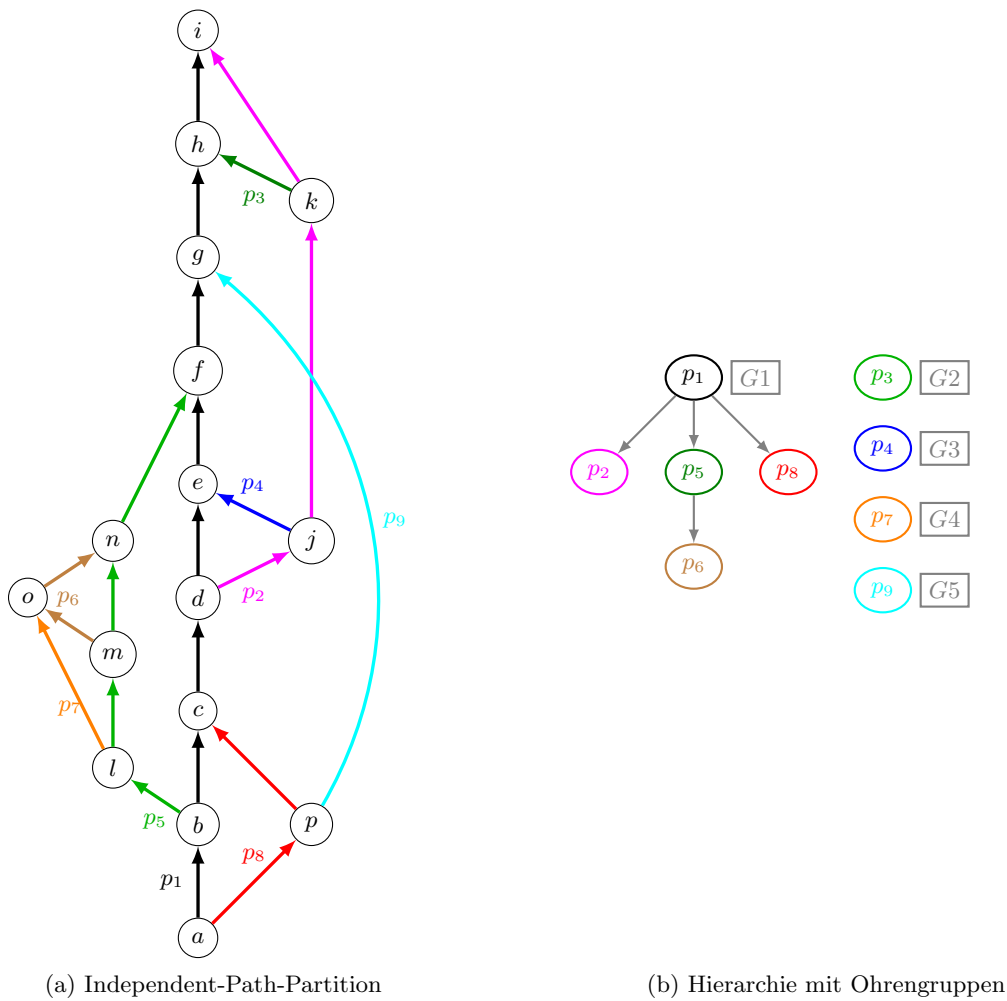 i
h
p3
k
g
f
e
p4
p9
n
j
o
p6
d
p2
m
p7
c
l
p5
b
p8
p
p1
a
(a) Independent-Path-Partition
p1 G1
p2 p5 p8
p6
p3 G2
p4 G3
p7 G4
p9 G5
(b) Hierarchie mit Ohrengruppen